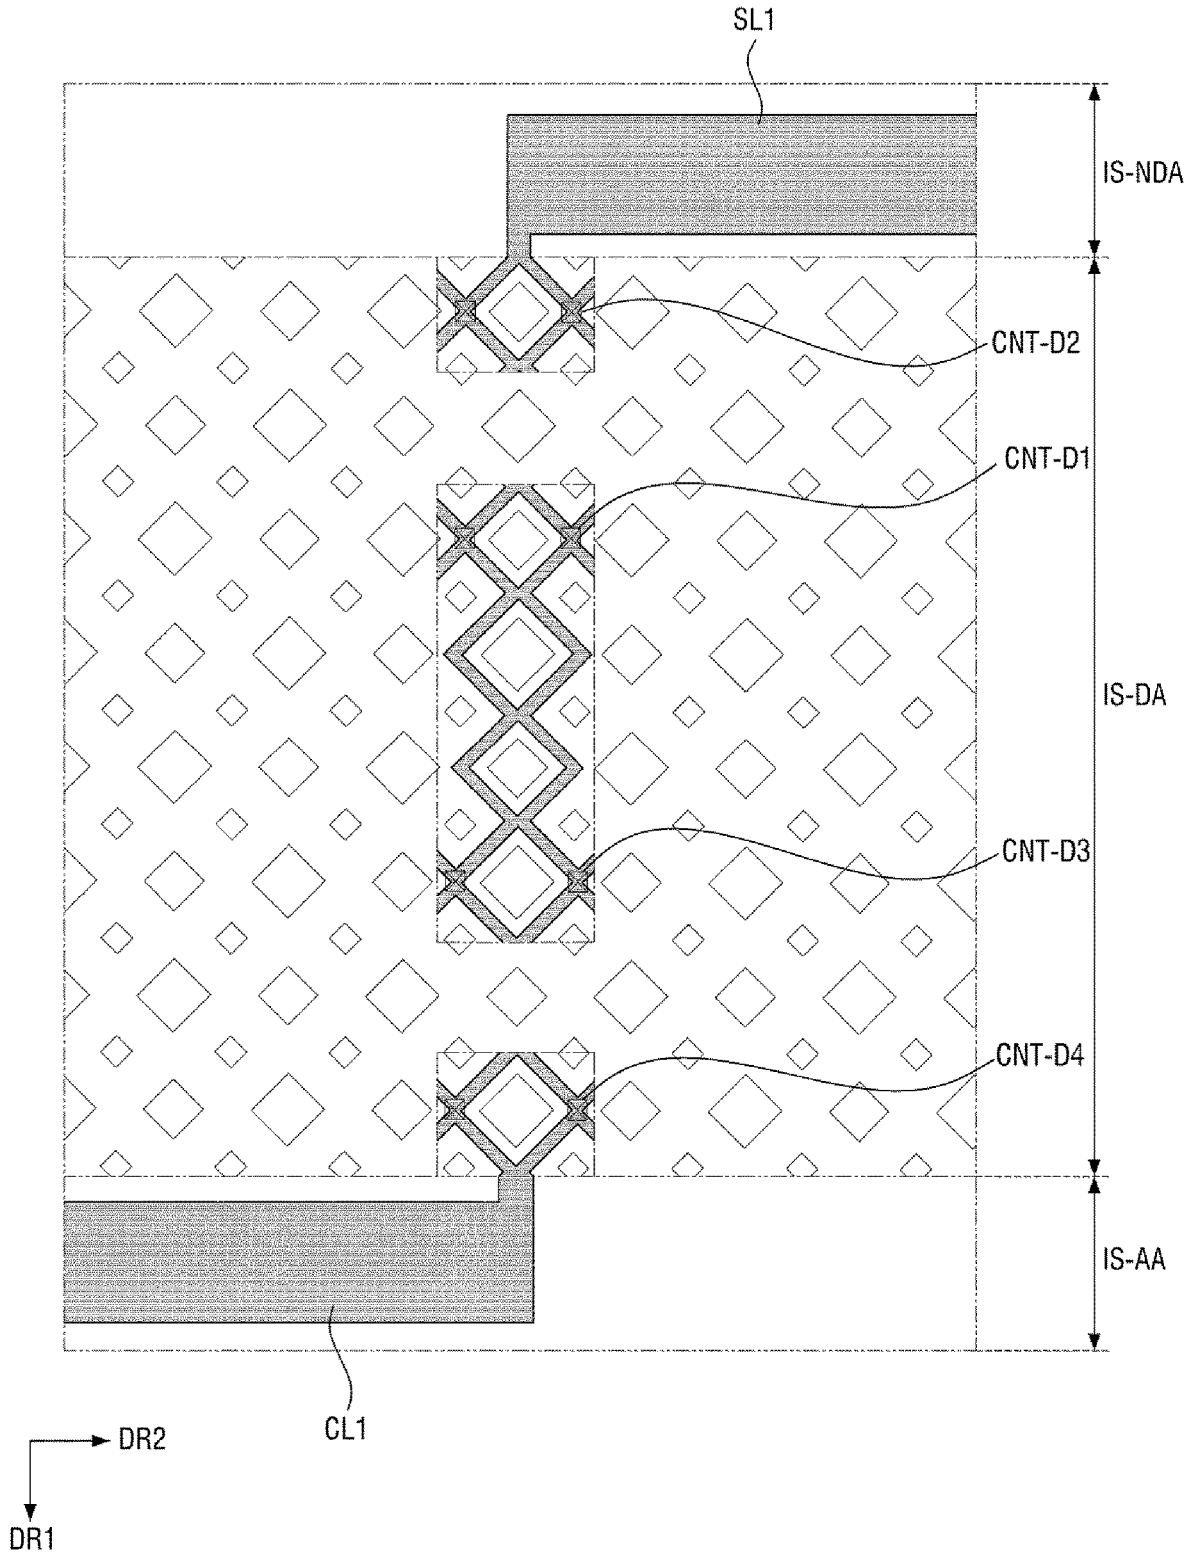 SL1
IS-NDA
CNT-D2
CNT-D1
IS-DA
CNT-D3
CNT-D4
IS-AA
CL1
DR2
DR1